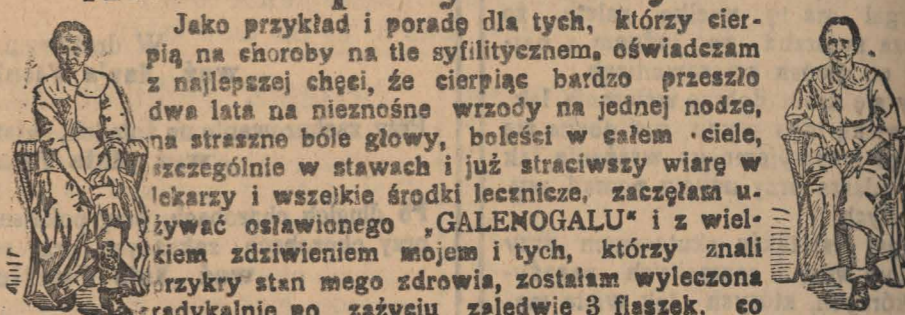 Jako przykład i poradę dla tych, którzy cier-
pią na choroby na tle syfilitycznem, oświadczam
z najlepszej chęci, że cierpiąc bardzo przeszło
dwa lata na nieznośne wrzody na jednej nodze,
na straszne bóle głowy, boleści w całem ciele,
szczególnie w stawach i już straciwszy wiarę w
lekarzy i wszelkie środki lecznicze, zaczęłam u-
żywać osławionego „GALENOGALU" i z wiel-
kiem zdziwieniem mojem i tych, którzy znali
przykry stan mego zdrowia, zostałam wyleczona
radykalnie po zażyciu zaledwie 3 flaszek, co